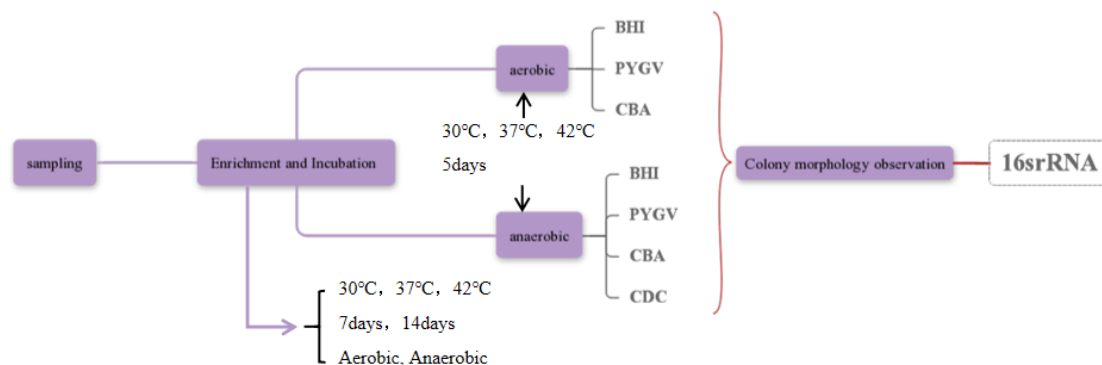 sampling
Enrichment and Incubation
30℃，37℃，42℃
7days，14days
Aerobic, Anaerobic
aerobic
30℃，37℃，42℃
5days
anaerobic
BHI
PYGV
CBA
BHI
PYGV
CBA
CDC
Colony morphology observation
16srRNA